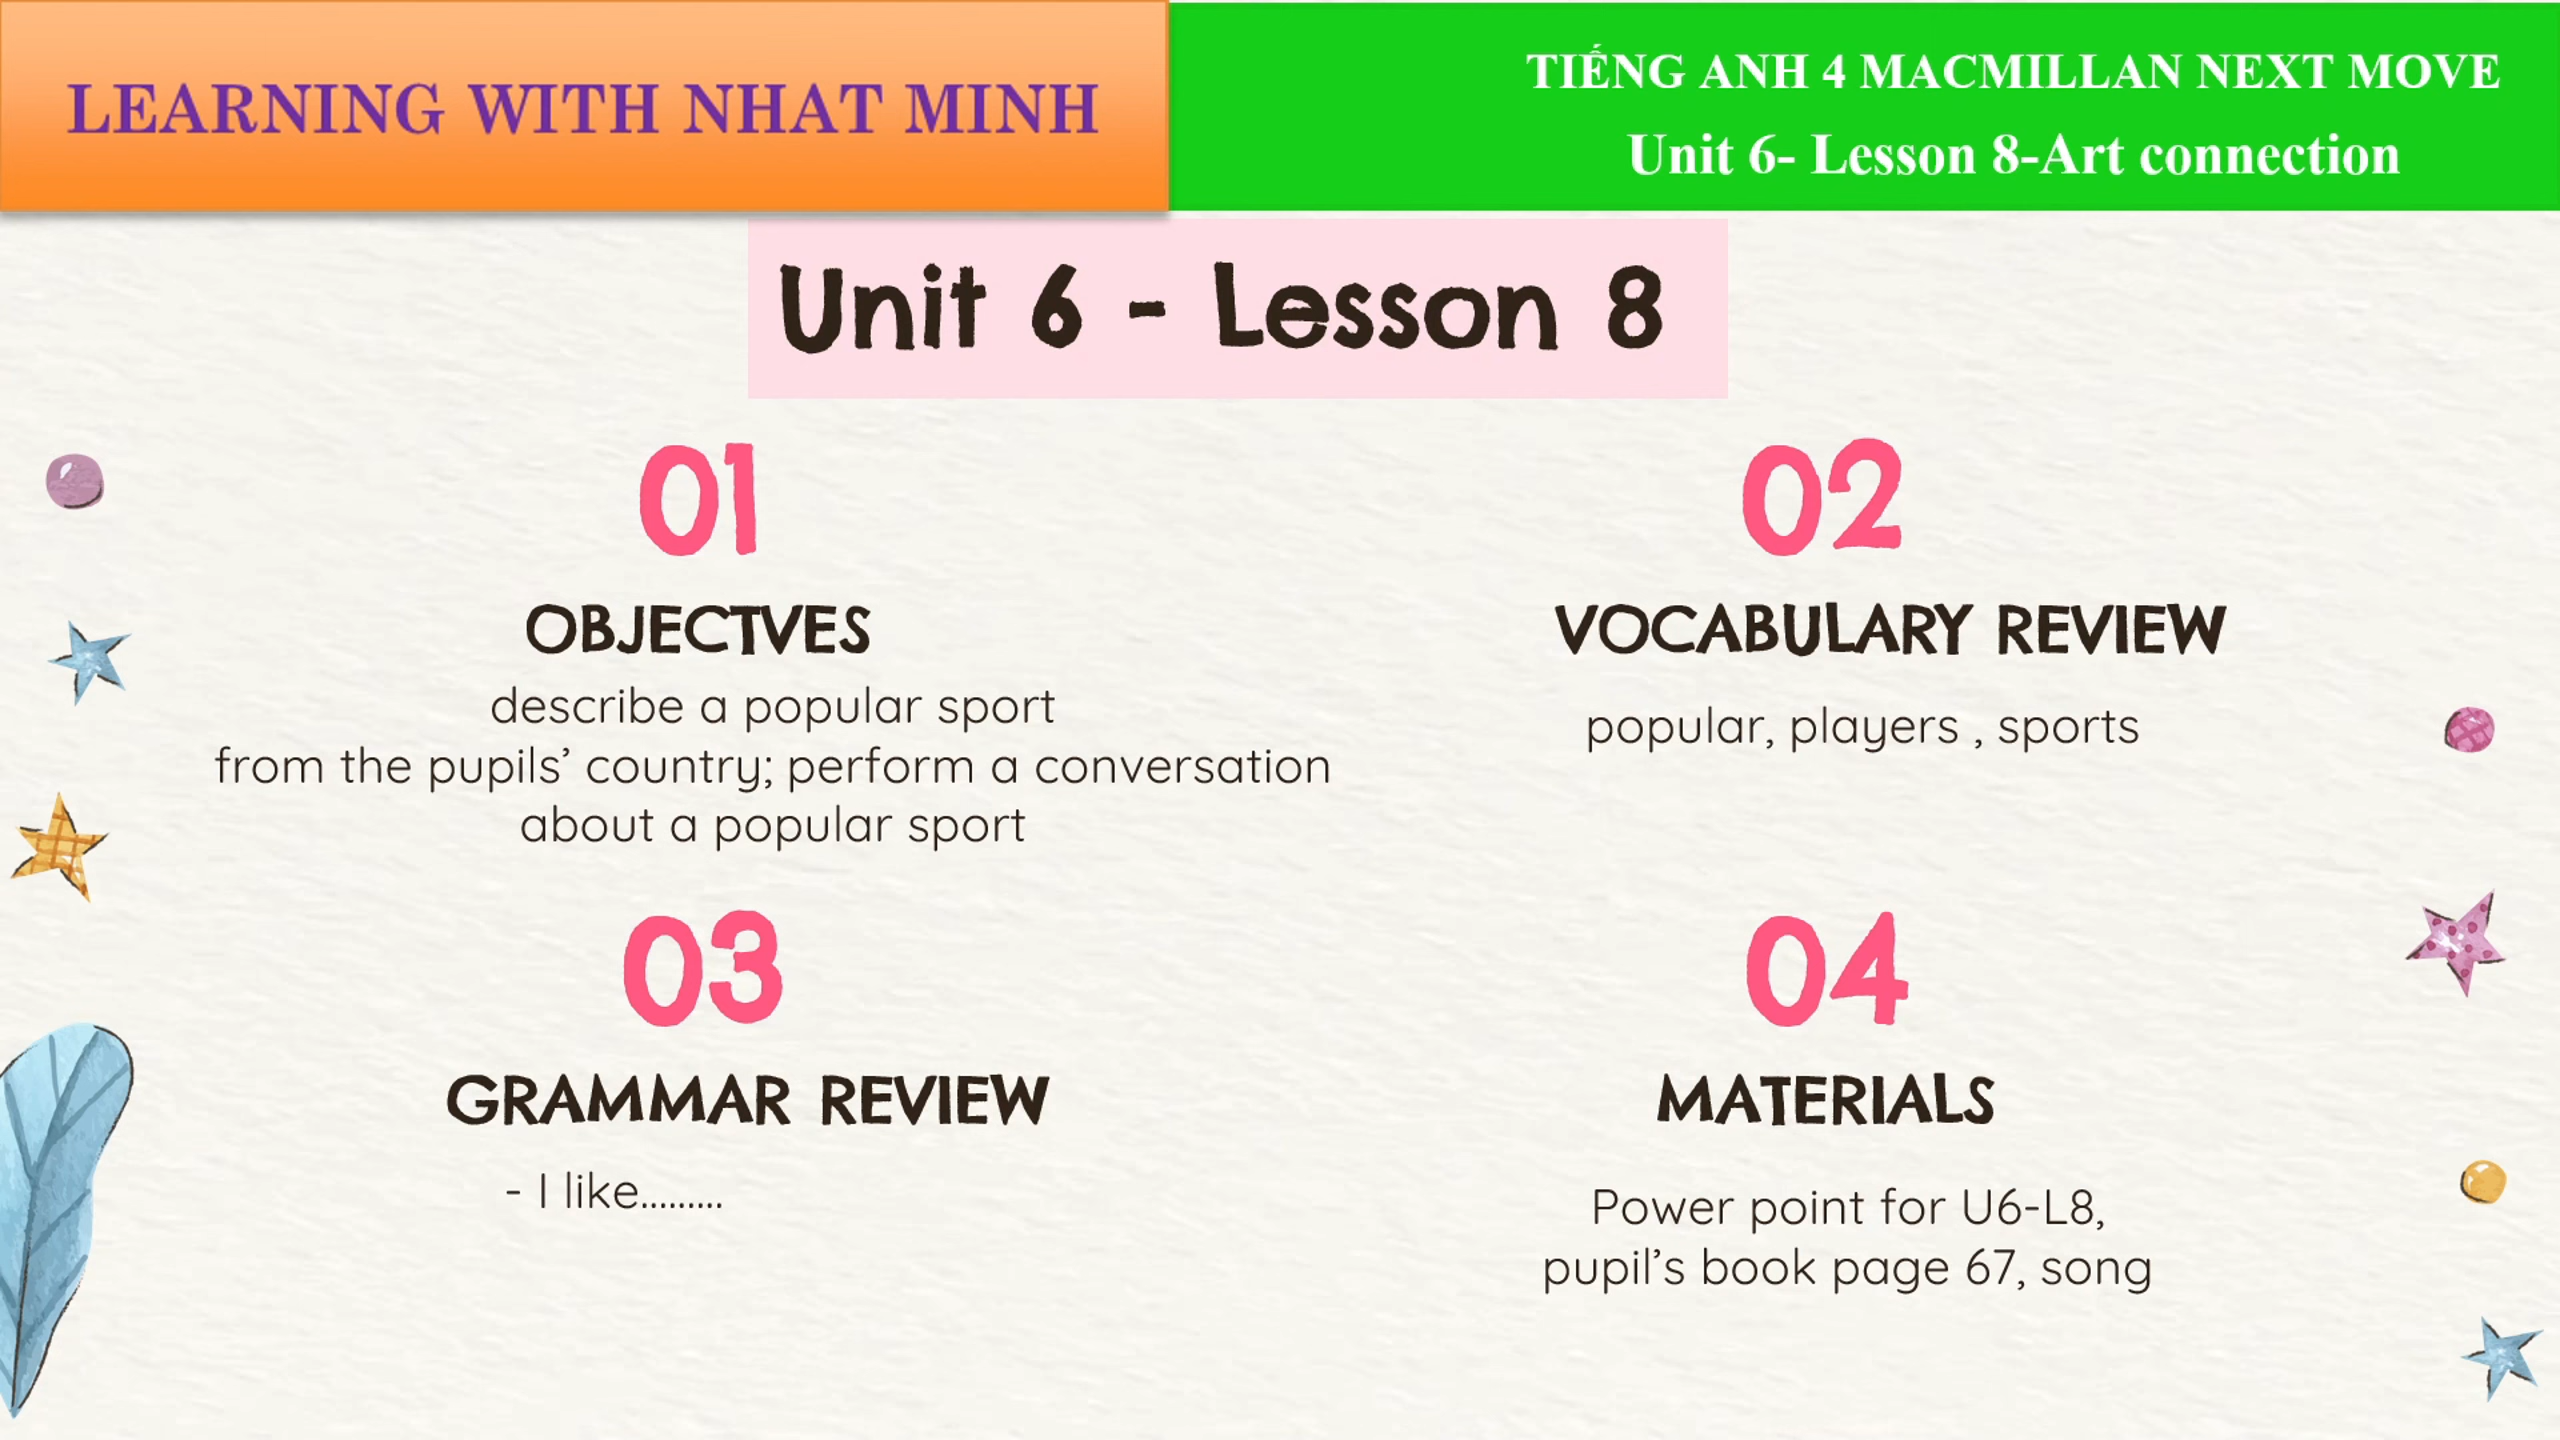 LEARNING WITH NHAT MINH
TIẾNG ANH 4 MACMILLAN NEXT MOVE
Unit 6- Lesson 8-Art connection
Unit 6 - Lesson 8
01
OBJECTVES
describe a popular sport
from the pupils’ country; perform a conversation
about a popular sport
02
VOCABULARY REVIEW
popular, players , sports
03
GRAMMAR REVIEW
- I like.........
04
MATERIALS
Power point for U6-L8,
pupil’s book page 67, song